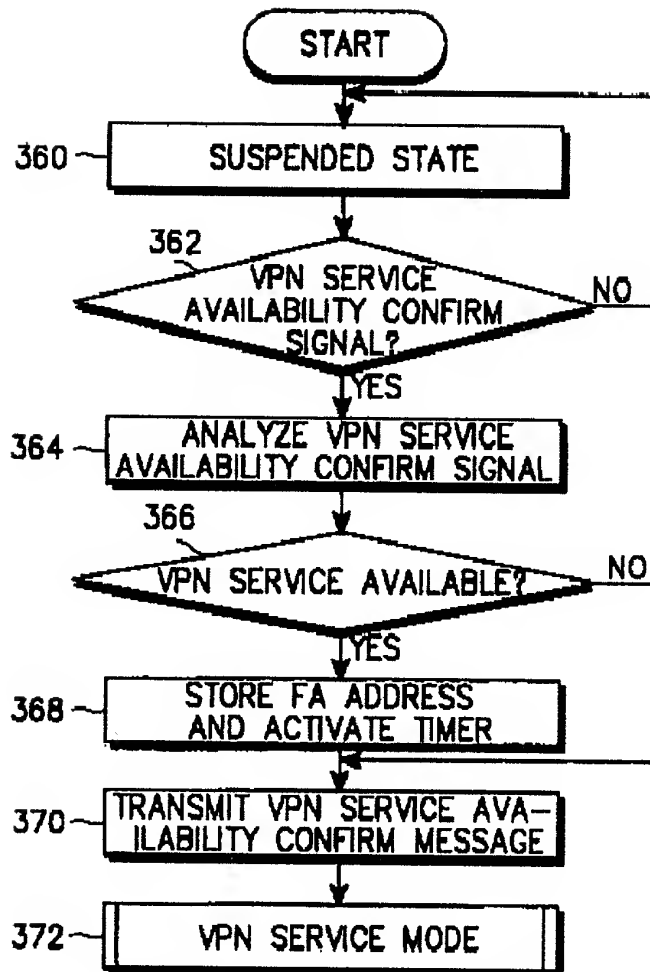 START
360
SUSPENDED STATE
362
VPN SERVICE
AVAILABILITY CONFIRM
SIGNAL?
NO
YES
364
ANALYZE VPN SERVICE
AVAILABILITY CONFIRM SIGNAL
366
VPN SERVICE AVAILABLE?
NO
YES
368
STORE FA ADDRESS
AND ACTIVATE TIMER
370
TRANSMIT VPN SERVICE AVA-
ILABILITY CONFIRM MESSAGE
372
VPN SERVICE MODE